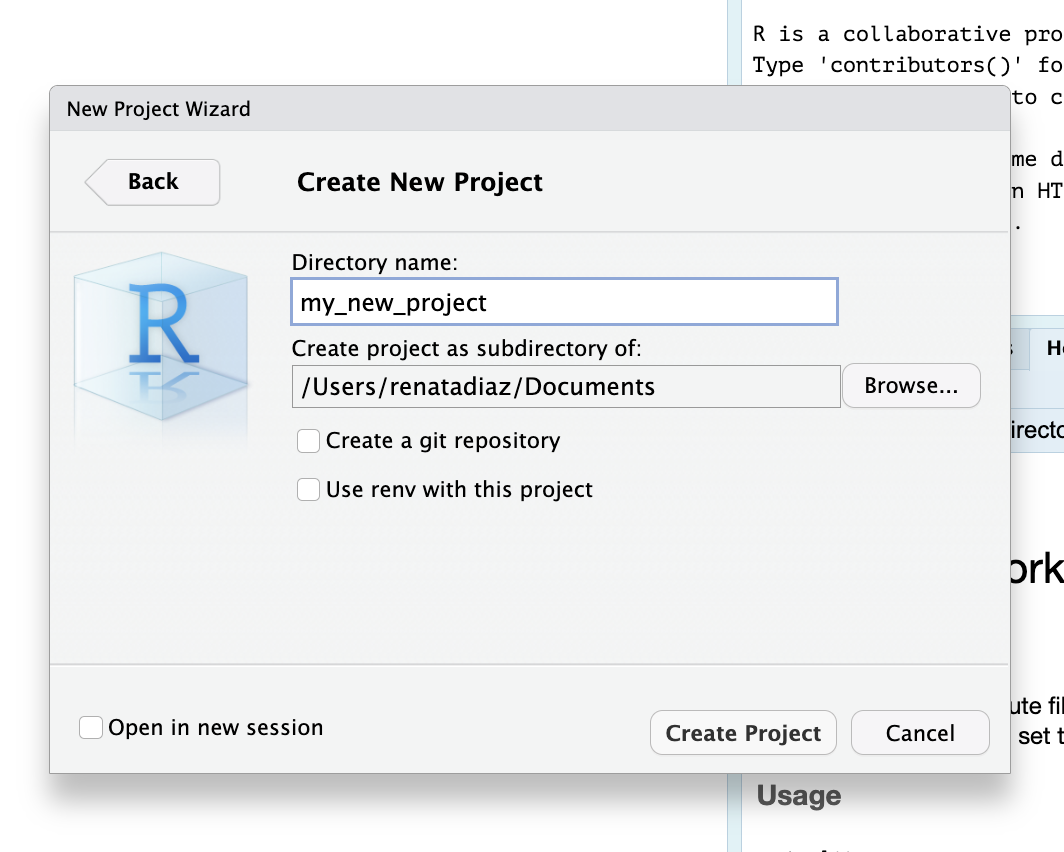 R is a collaborative pro
Type 'contributors()' fo
to c
New Project Wizard
me d
Back
Create New Project
n HT
.
Directory name:
my_new_project
Create project as subdirectory of:
/Users/renatadiaz/Documents
Browse...
Create a git repository
irecto
Use renv with this project
ork
ute fil
Open in new session
Create Project
Cancel
set t
Usage